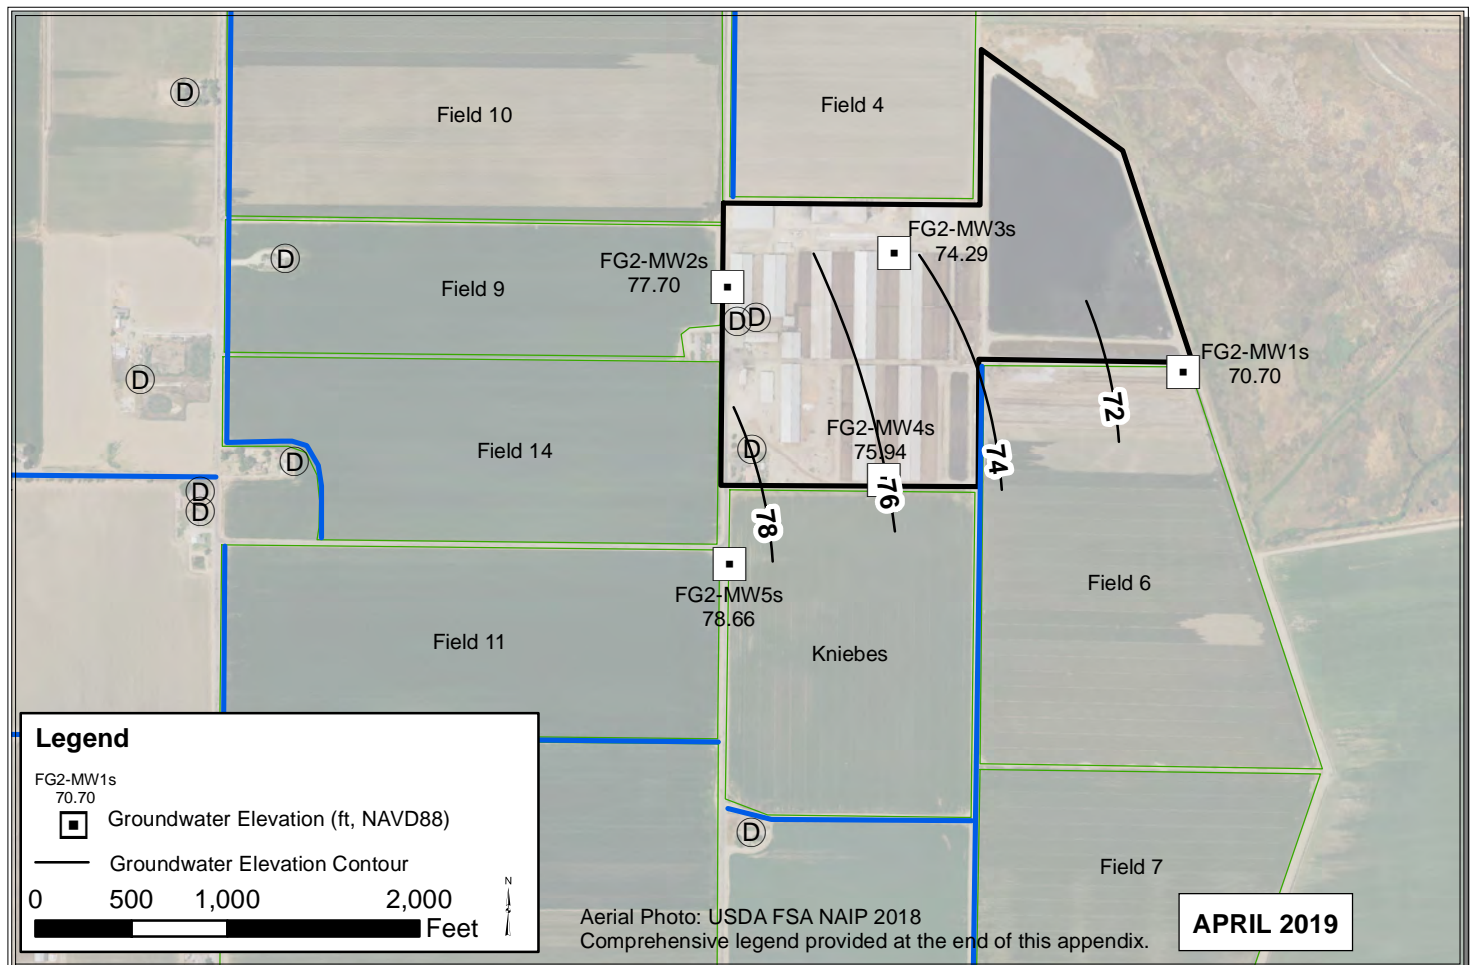 D
Field 10
Field 4
D
Field 9
FG2-MW2s
77.70
FG2-MW3s
74.29
D
D
D
FG2-MW1s
70.70
72
Field 14
D
FG2-MW4s
75.94
D
74
D
D
76
78
FG2-MW5s
78.66
Field 11
Kniebes
Field 6
D
Field 7
Legend
FG2-MW1s
70.70
Groundwater Elevation (ft, NAVD88)
Groundwater Elevation Contour
0 500 1,000 2,000
Feet
N
Aerial Photo: USDA FSA NAIP 2018
Comprehensive legend provided at the end of this appendix.
APRIL 2019